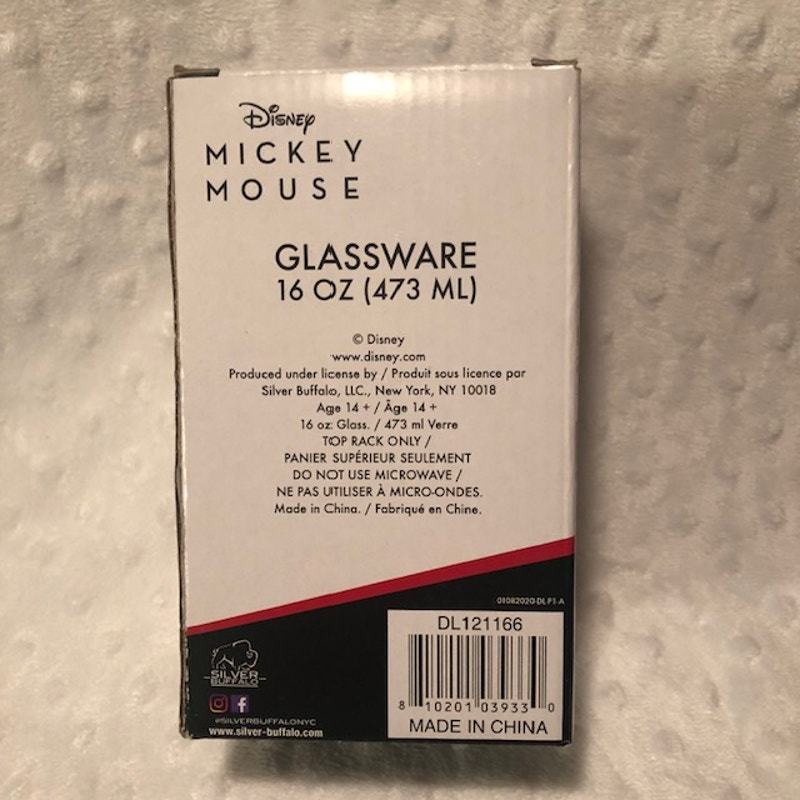 Disney
MICKEY
MOUSE
GLASSWARE
16 OZ (473 ML)
© Disney
www.disney.com
Produced under license by / Produit sous licence par
Silver Buffalo, LLC., New York, NY 10018
Age 14 + / Âge 14 +
16 oz: Glass. / 473 ml Verre
TOP RACK ONLY /
PANIER SUPÉRIEUR SEULEMENT
DO NOT USE MICROWAVE /
NE PAS UTILISER À MICRO-ONDES.
Made in China. / Fabriqué en Chine.
01082020-DL P1-A
DL121166
8 10201 03933 0
MADE IN CHINA
SILVER
BUFFALO
#SILVERBUFFALONYC
www.silver-buffalo.com